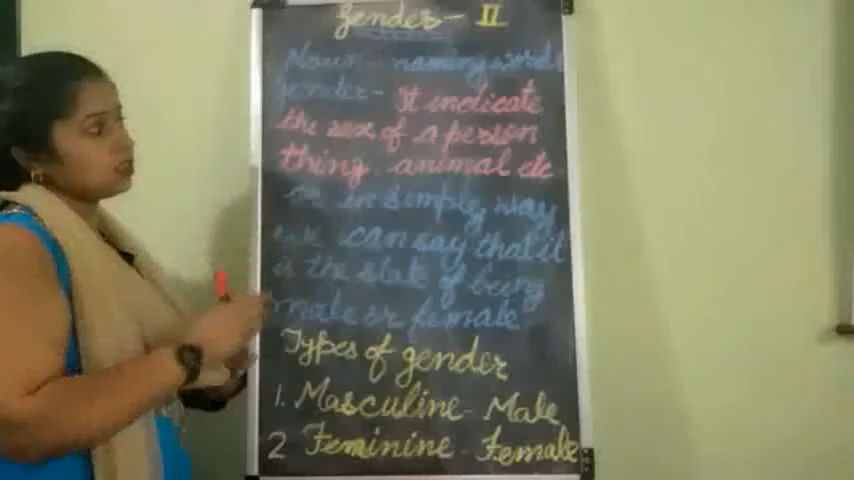 Gender - II
Noun - naming words
gender - It indicate
the sex of a person
thing, animal etc
or in simply way
we can say that it
is the state of being
male or female
Types of gender
1. Masculine - Male
2 Feminine - Female